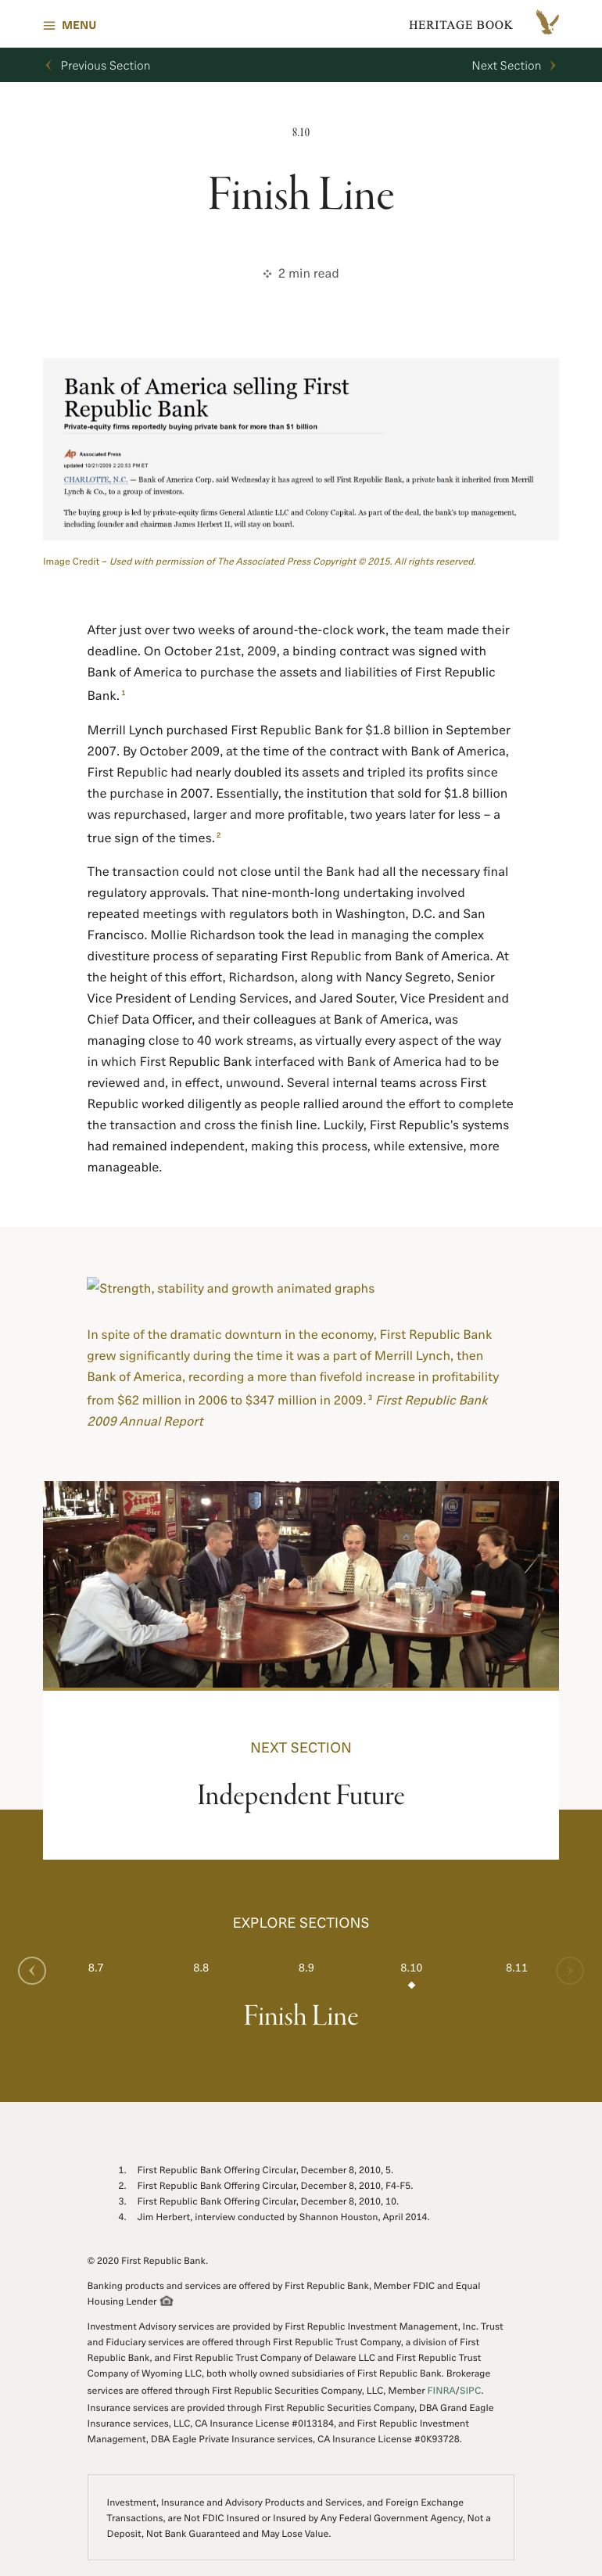 MENU
HERITAGE BOOK
Previous Section
Next Section
8.10
Finish Line
2 min read
Bank of America selling First
Republic Bank
Private-equity firms reportedly buying private bank for more than $1 billion
AP Associated Press
updated 10/21/2009 2:20:53 PM ET
CHARLOTTE, N.C. — Bank of America Corp. said Wednesday it has agreed to sell First Republic Bank, a private bank it inherited from Merrill
Lynch & Co., to a group of investors.
The buying group is led by private-equity firms General Atlantic LLC and Colony Capital. As part of the deal, the bank's top management,
including founder and chairman James Herbert II, will stay on board.
Image Credit – Used with permission of The Associated Press Copyright © 2015. All rights reserved.
After just over two weeks of around-the-clock work, the team made their
deadline. On October 21st, 2009, a binding contract was signed with
Bank of America to purchase the assets and liabilities of First Republic
Bank. 1
Merrill Lynch purchased First Republic Bank for $1.8 billion in September
2007. By October 2009, at the time of the contract with Bank of America,
First Republic had nearly doubled its assets and tripled its profits since
the purchase in 2007. Essentially, the institution that sold for $1.8 billion
was repurchased, larger and more profitable, two years later for less – a
true sign of the times. 2
The transaction could not close until the Bank had all the necessary final
regulatory approvals. That nine-month-long undertaking involved
repeated meetings with regulators both in Washington, D.C. and San
Francisco. Mollie Richardson took the lead in managing the complex
divestiture process of separating First Republic from Bank of America. At
the height of this effort, Richardson, along with Nancy Segreto, Senior
Vice President of Lending Services, and Jared Souter, Vice President and
Chief Data Officer, and their colleagues at Bank of America, was
managing close to 40 work streams, as virtually every aspect of the way
in which First Republic Bank interfaced with Bank of America had to be
reviewed and, in effect, unwound. Several internal teams across First
Republic worked diligently as people rallied around the effort to complete
the transaction and cross the finish line. Luckily, First Republic's systems
had remained independent, making this process, while extensive, more
manageable.
Strength, stability and growth animated graphs
In spite of the dramatic downturn in the economy, First Republic Bank
grew significantly during the time it was a part of Merrill Lynch, then
Bank of America, recording a more than fivefold increase in profitability
from $62 million in 2006 to $347 million in 2009. 3 First Republic Bank
2009 Annual Report
NEXT SECTION
Independent Future
EXPLORE SECTIONS
8.7 8.8 8.9 8.10 8.11
Finish Line
1. First Republic Bank Offering Circular, December 8, 2010, 5.
2. First Republic Bank Offering Circular, December 8, 2010, F4-F5.
3. First Republic Bank Offering Circular, December 8, 2010, 10.
4. Jim Herbert, interview conducted by Shannon Houston, April 2014.
© 2020 First Republic Bank.
Banking products and services are offered by First Republic Bank, Member FDIC and Equal
Housing Lender
Investment Advisory services are provided by First Republic Investment Management, Inc. Trust
and Fiduciary services are offered through First Republic Trust Company, a division of First
Republic Bank, and First Republic Trust Company of Delaware LLC and First Republic Trust
Company of Wyoming LLC, both wholly owned subsidiaries of First Republic Bank. Brokerage
services are offered through First Republic Securities Company, LLC, Member FINRA/SIPC.
Insurance services are provided through First Republic Securities Company, DBA Grand Eagle
Insurance services, LLC, CA Insurance License #0I13184, and First Republic Investment
Management, DBA Eagle Private Insurance services, CA Insurance License #0K93728.
Investment, Insurance and Advisory Products and Services, and Foreign Exchange
Transactions, are Not FDIC Insured or Insured by Any Federal Government Agency, Not a
Deposit, Not Bank Guaranteed and May Lose Value.